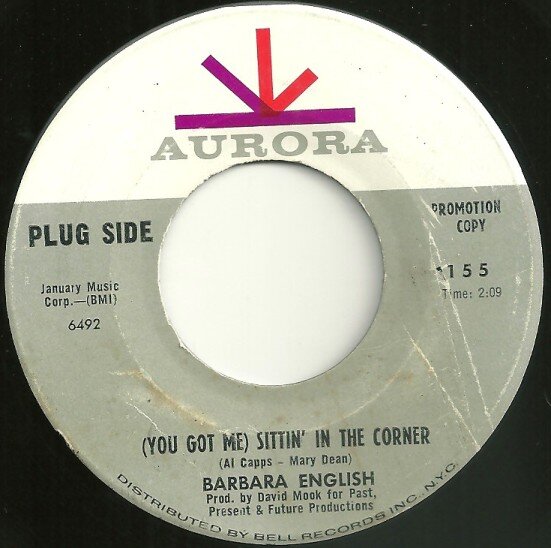 AURORA
PLUG SIDE
PROMOTION
COPY
155
Time: 2:09
January Music
Corp.—(BMI)
6492
(YOU GOT ME) SITTIN' IN THE CORNER
(Al Capps - Mary Dean)
BARBARA ENGLISH
Prod. by David Mook for Past,
Present & Future Productions
DISTRIBUTED BY BELL RECORDS INC., N.Y.C.